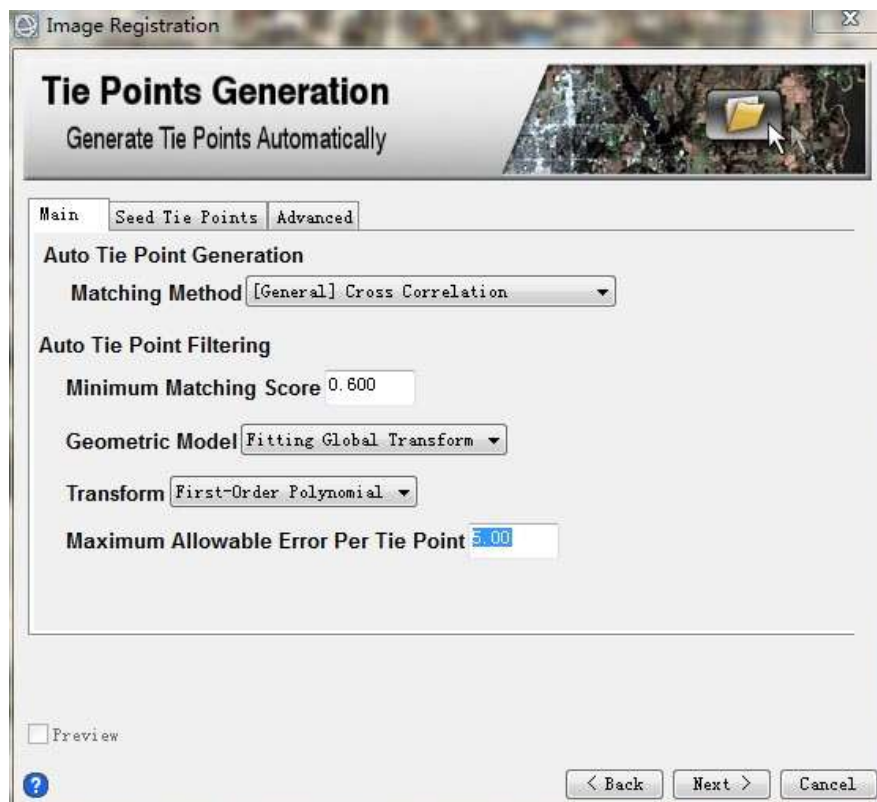 Image Registration
Tie Points Generation
Generate Tie Points Automatically
Main Seed Tie Points Advanced
Auto Tie Point Generation
Matching Method [General] Cross Correlation
Auto Tie Point Filtering
Minimum Matching Score 0.600
Geometric Model Fitting Global Transform
Transform First-Order Polynomial
Maximum Allowable Error Per Tie Point 5.00
Preview
? < Back Next > Cancel